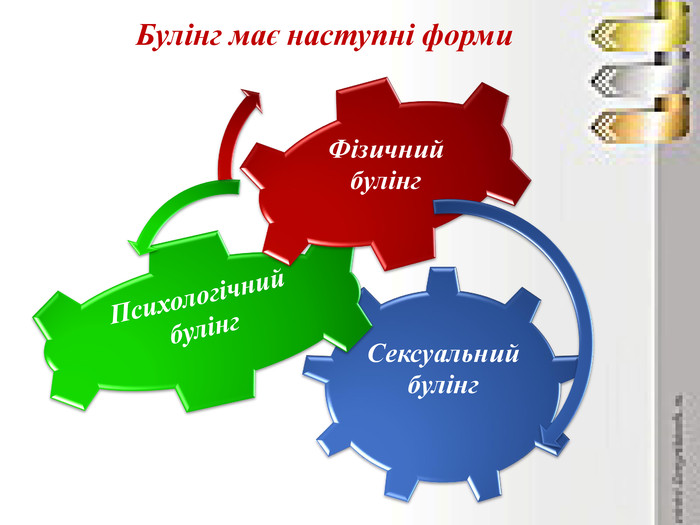 Булінг має наступні форми
Фізичний
булінг
Психологічний
булінг
Сексуальний
булінг